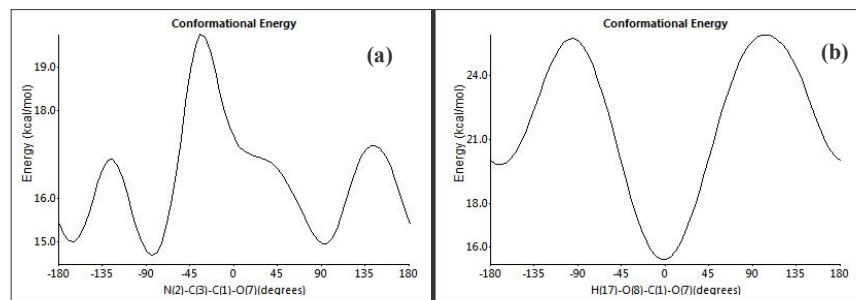 Conformational Energy
(a)
Energy (kcal/mol)
19.0
18.0
16.0
15.0
-180 -135 -90 -45 0 45 90 135 180
N(2)-C(3)-C(1)-O(7)(degrees)
Conformational Energy
(b)
Energy (kcal/mol)
24.0
21.0
18.0
16.0
-180 -135 -90 -45 0 45 90 135 180
H(17)-O(8)-C(1)-O(7)(degrees)